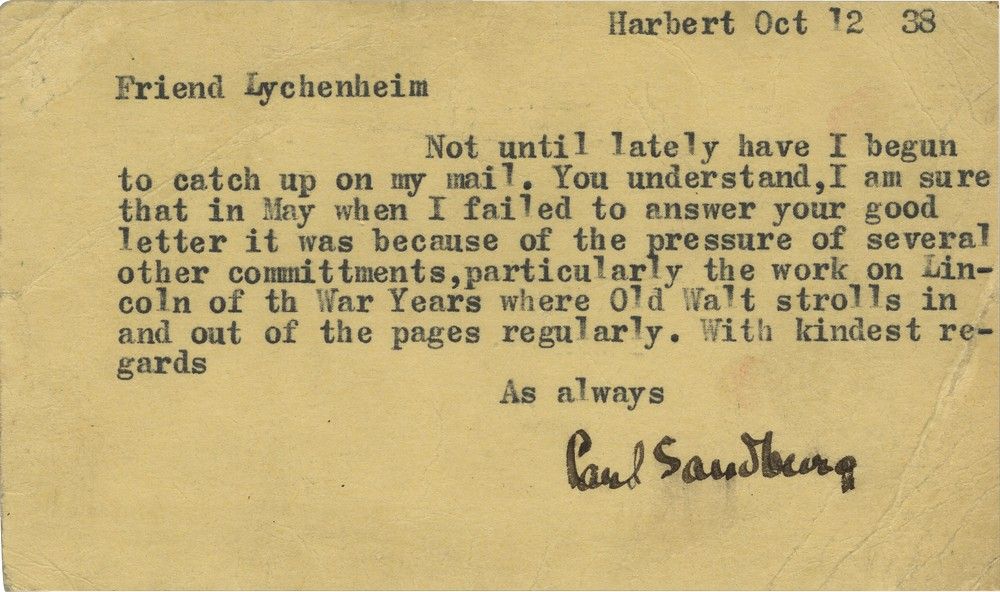 Harbert Oct 12 38
Friend Lychenheim
Not until lately have I begun
to catch up on my mail. You understand,I am sure
that in May when I failed to answer your good
letter it was because of the pressure of several
other committments,particularly the work on Lin-
coln of th War Years where Old Walt strolls in
and out of the pages regularly. With kindest re-
gards
As always
Carl Sandburg